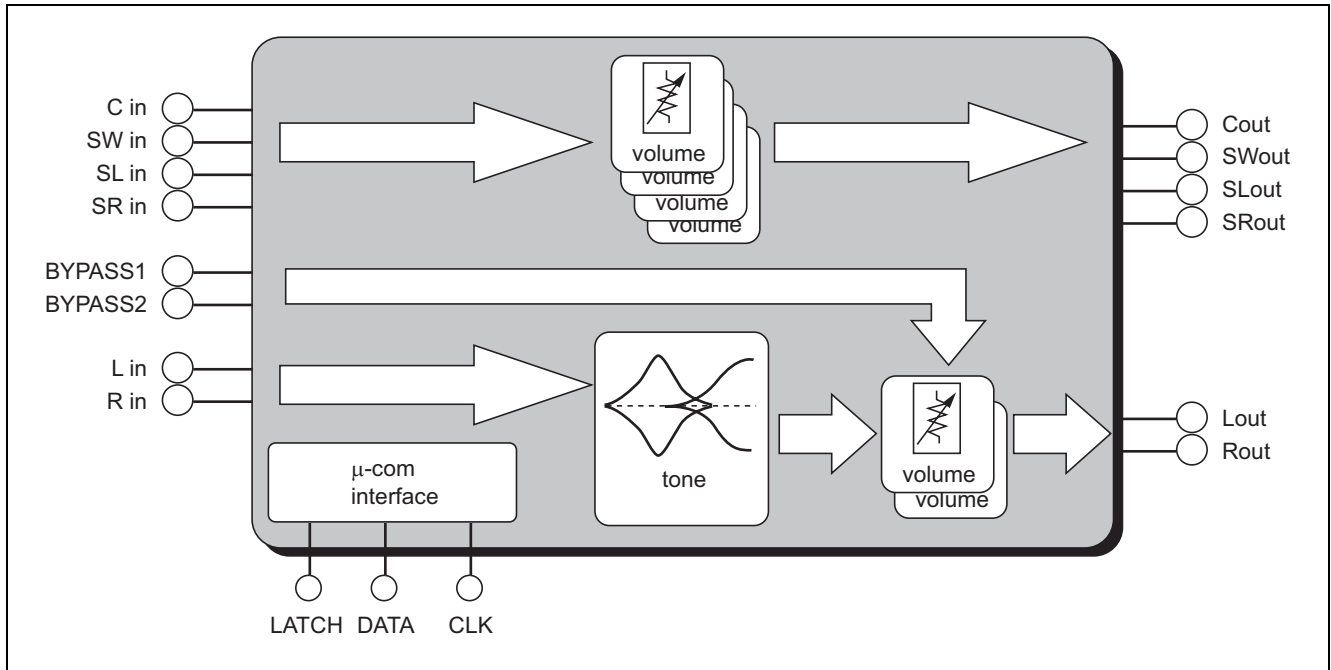 C in
SW in
SL in
SR in
BYPASS1
BYPASS2
L in
R in
volume
volume
volume
volume
Cout
SWout
SLout
SRout
tone
volume
volume
Lout
Rout
μ-com
interface
LATCH DATA CLK